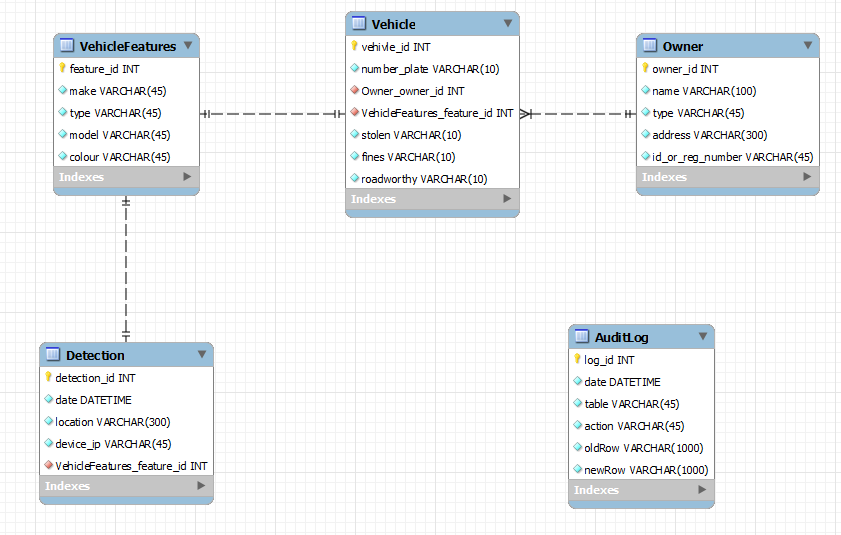 VehicleFeatures
feature_id INT
make VARCHAR(45)
type VARCHAR(45)
model VARCHAR(45)
colour VARCHAR(45)
Indexes
Vehicle
vehivle_id INT
number_plate VARCHAR(10)
Owner_owner_id INT
VehicleFeatures_feature_id INT
stolen VARCHAR(10)
fines VARCHAR(10)
roadworthy VARCHAR(10)
Indexes
Owner
owner_id INT
name VARCHAR(100)
type VARCHAR(45)
address VARCHAR(300)
id_or_reg_number VARCHAR(45)
Indexes
Detection
detection_id INT
date DATETIME
location VARCHAR(300)
device_ip VARCHAR(45)
VehicleFeatures_feature_id INT
Indexes
AuditLog
log_id INT
date DATETIME
table VARCHAR(45)
action VARCHAR(45)
oldRow VARCHAR(1000)
newRow VARCHAR(1000)
Indexes